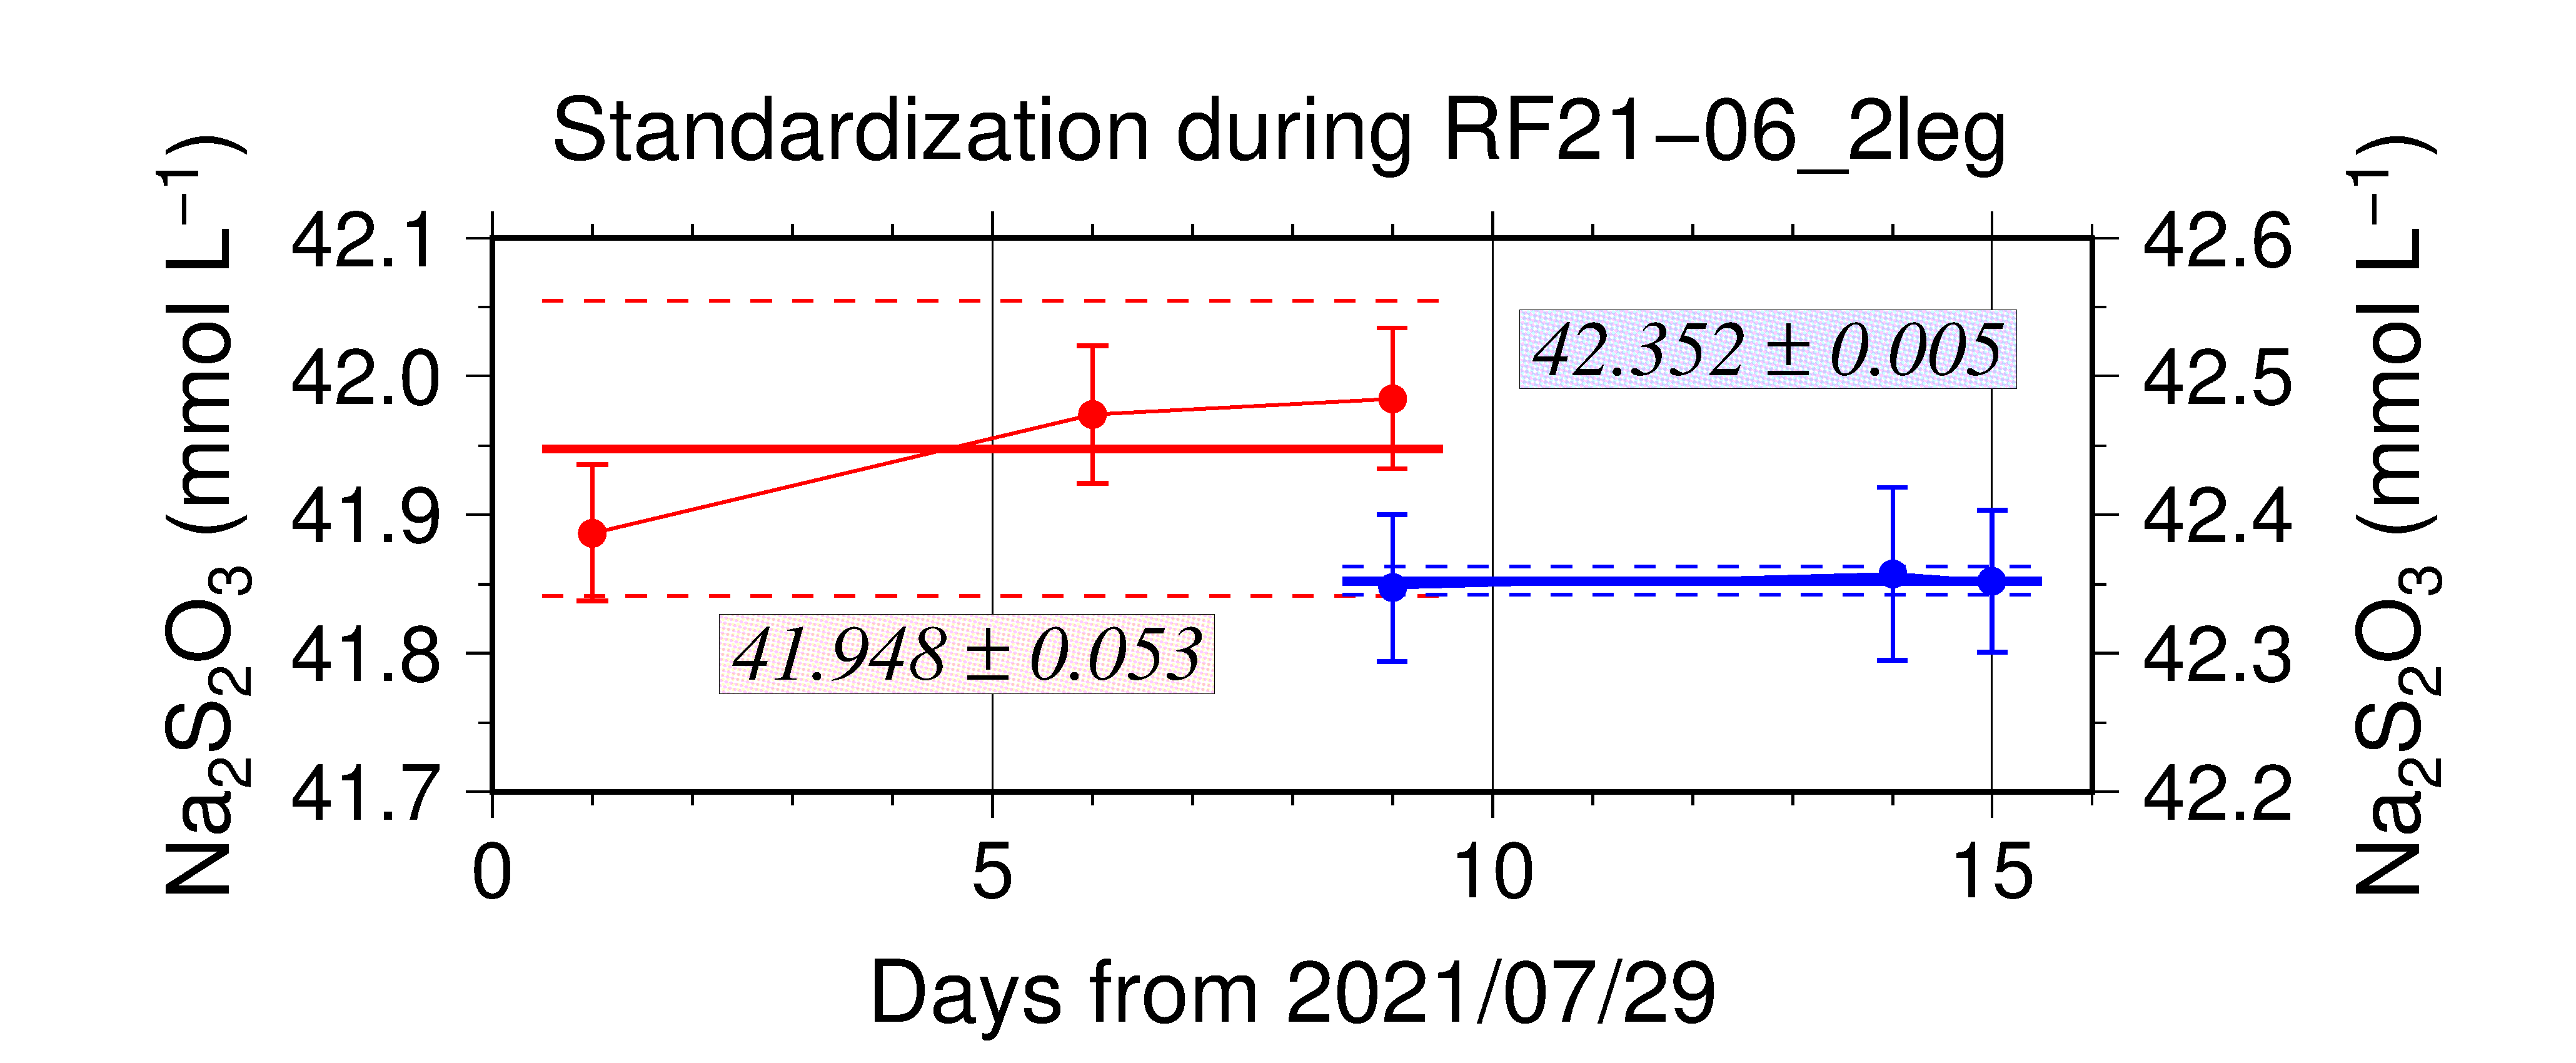 Standardization during RF21−06_2leg
Na₂S₂O₃ (mmol L⁻¹)
42.1
42.0
41.9
41.8
41.7
42.352 ± 0.005
41.948 ± 0.053
42.6
42.5
42.4
42.3
42.2
Na₂S₂O₃ (mmol L⁻¹)
0 5 10 15
Days from 2021/07/29